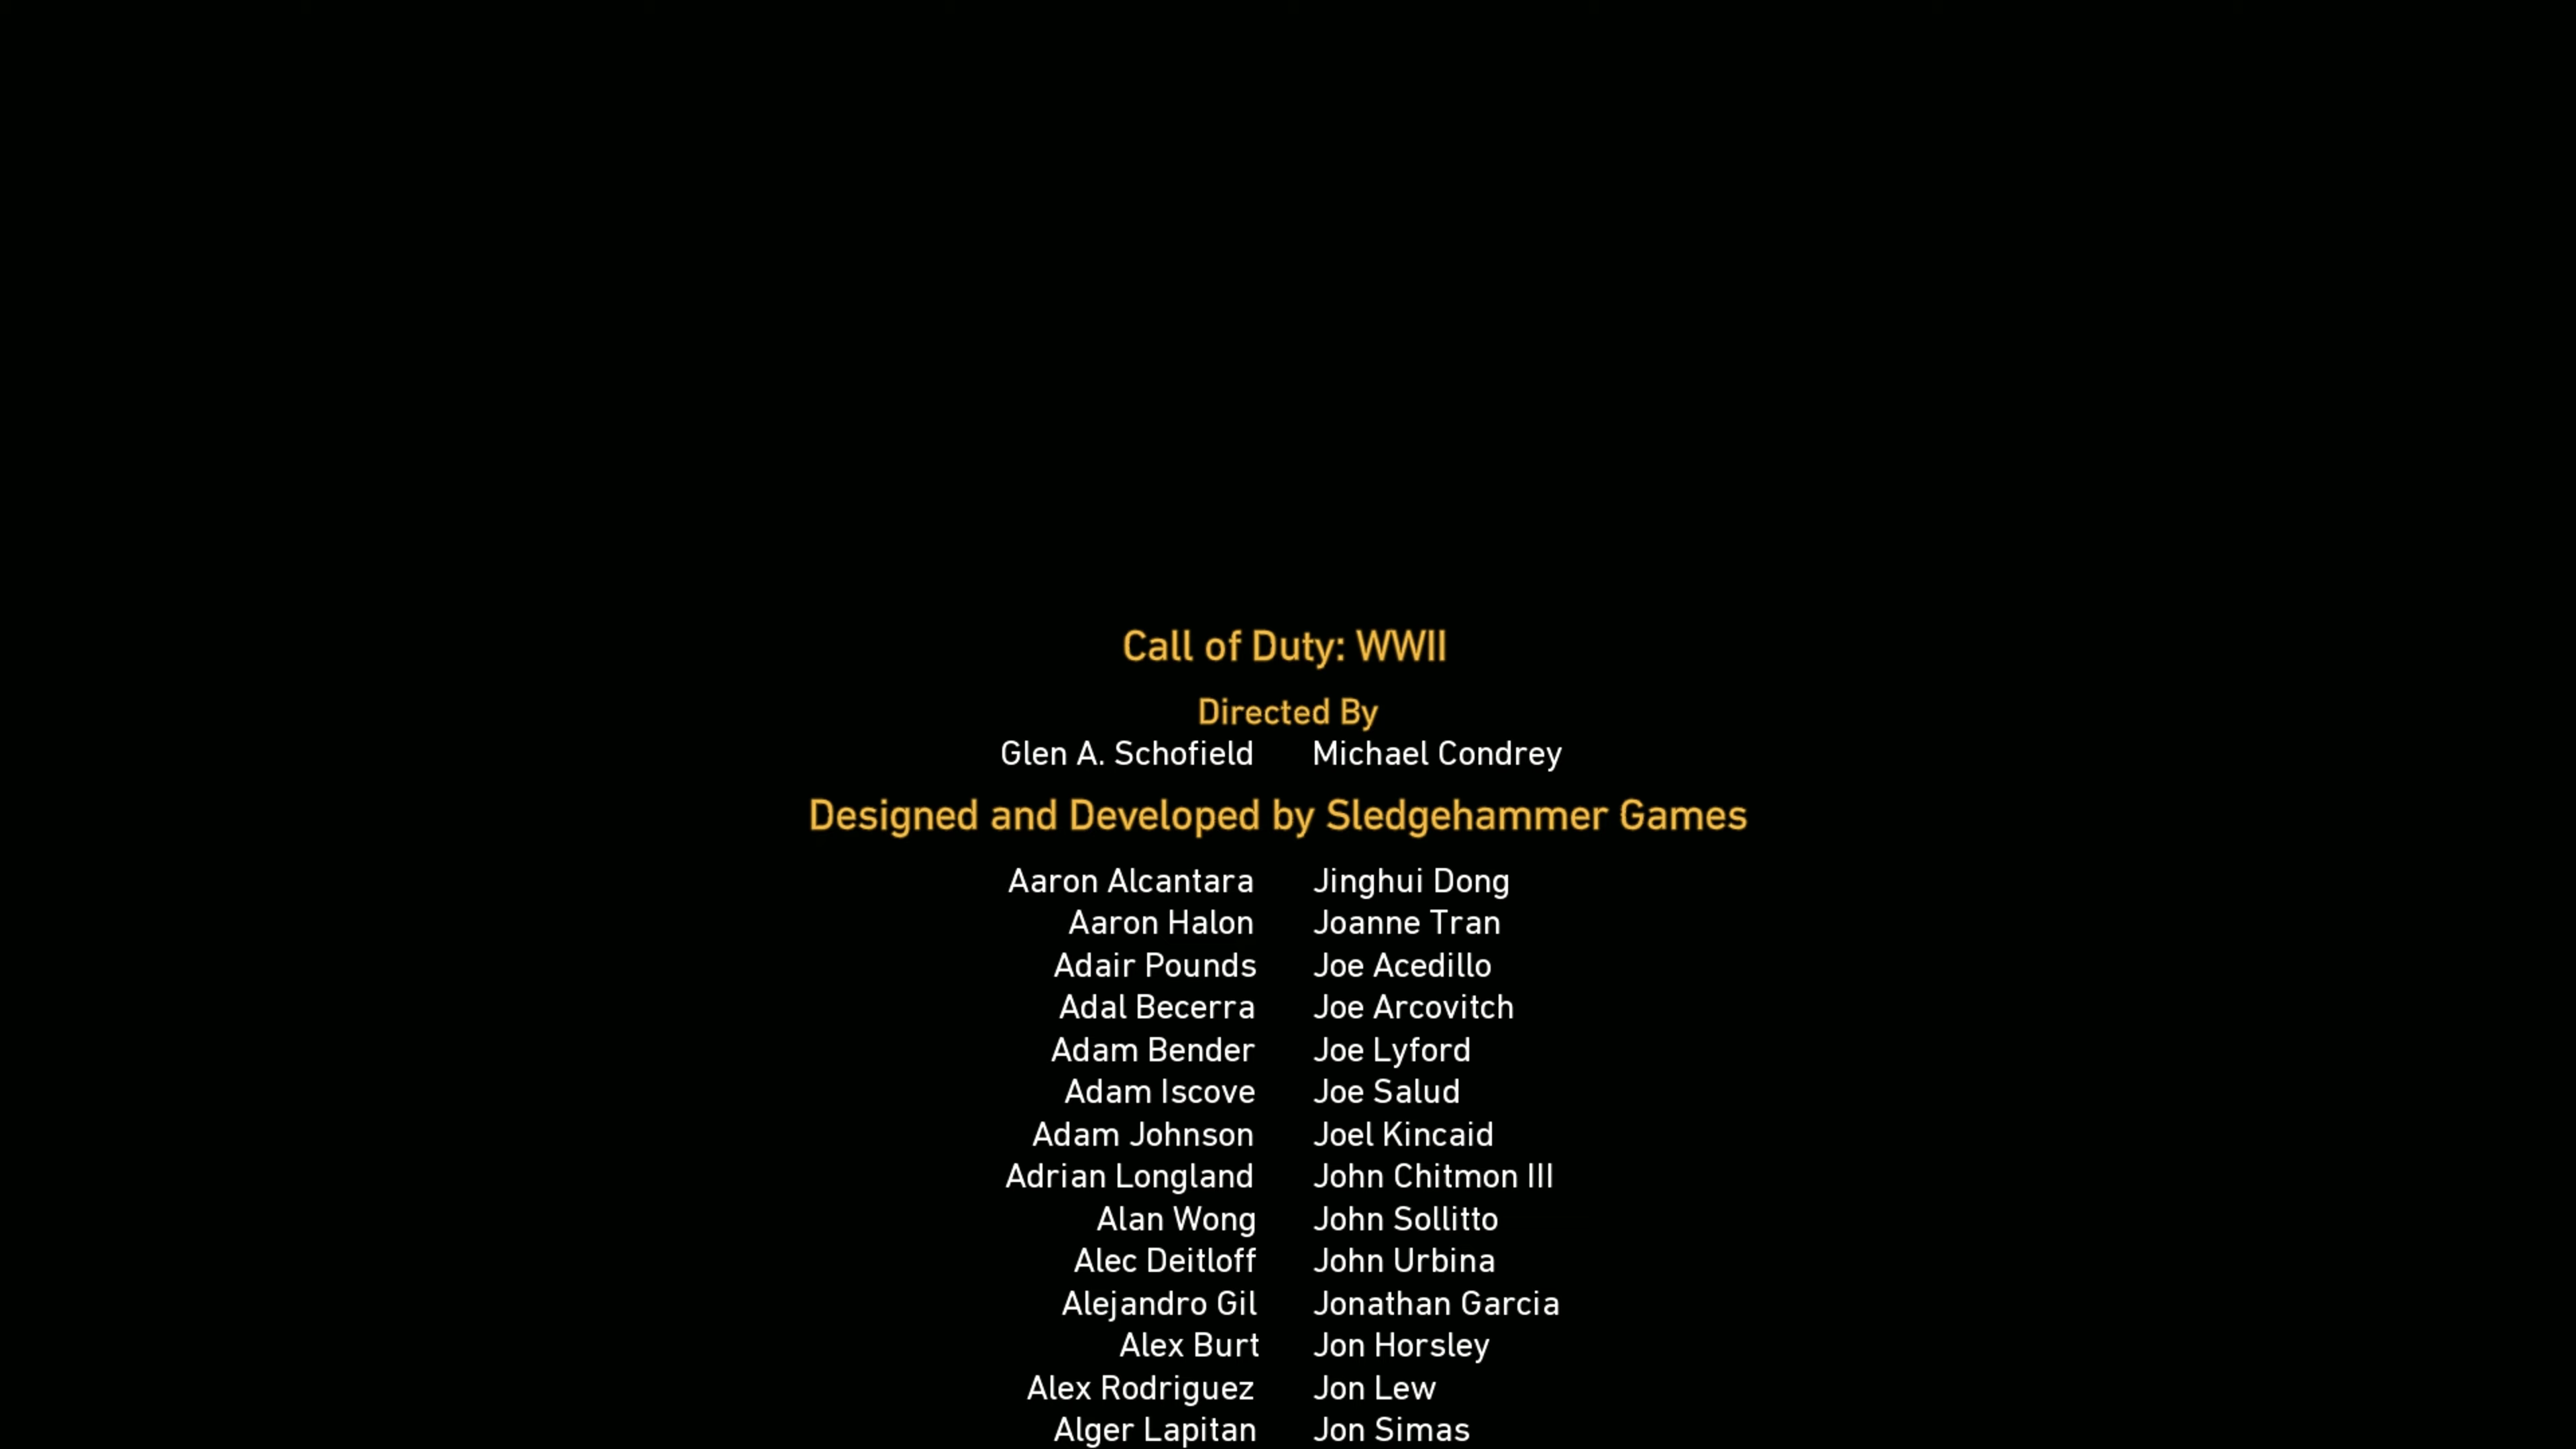 Call of Duty: WWII
Directed By
Glen A. Schofield Michael Condrey
Designed and Developed by Sledgehammer Games
Aaron Alcantara Jinghui Dong
Aaron Halon Joanne Tran
Adair Pounds Joe Acedillo
Adal Becerra Joe Arcovitch
Adam Bender Joe Lyford
Adam Iscove Joe Salud
Adam Johnson Joel Kincaid
Adrian Longland John Chitmon III
Alan Wong John Sollitto
Alec Deitloff John Urbina
Alejandro Gil Jonathan Garcia
Alex Burt Jon Horsley
Alex Rodriguez Jon Lew
Alger Lapitan Jon Simas